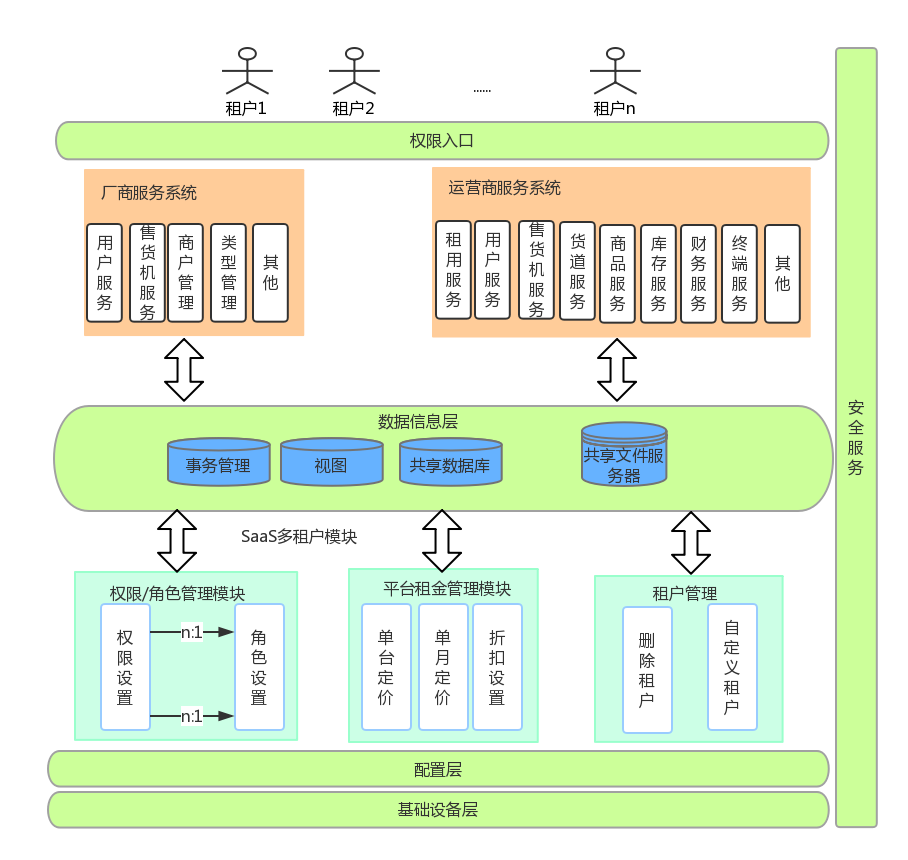 租户1
租户2
......
租户n
权限入口
厂商服务系统
用户服务
售货机服务
商户管理
类型管理
其他
运营商服务系统
租用服务
用户服务
售货机服务
货道服务
商品服务
库存服务
财务服务
终端服务
其他
安全服务
数据信息层
事务管理
视图
共享数据库
共享文件服
务器
SaaS多租户模块
权限/角色管理模块
权限设置
n:1
n:1
角色设置
平台租金管理模块
单台定价
单月定价
折扣设置
租户管理
删除租户
自定义租户
配置层
基础设备层